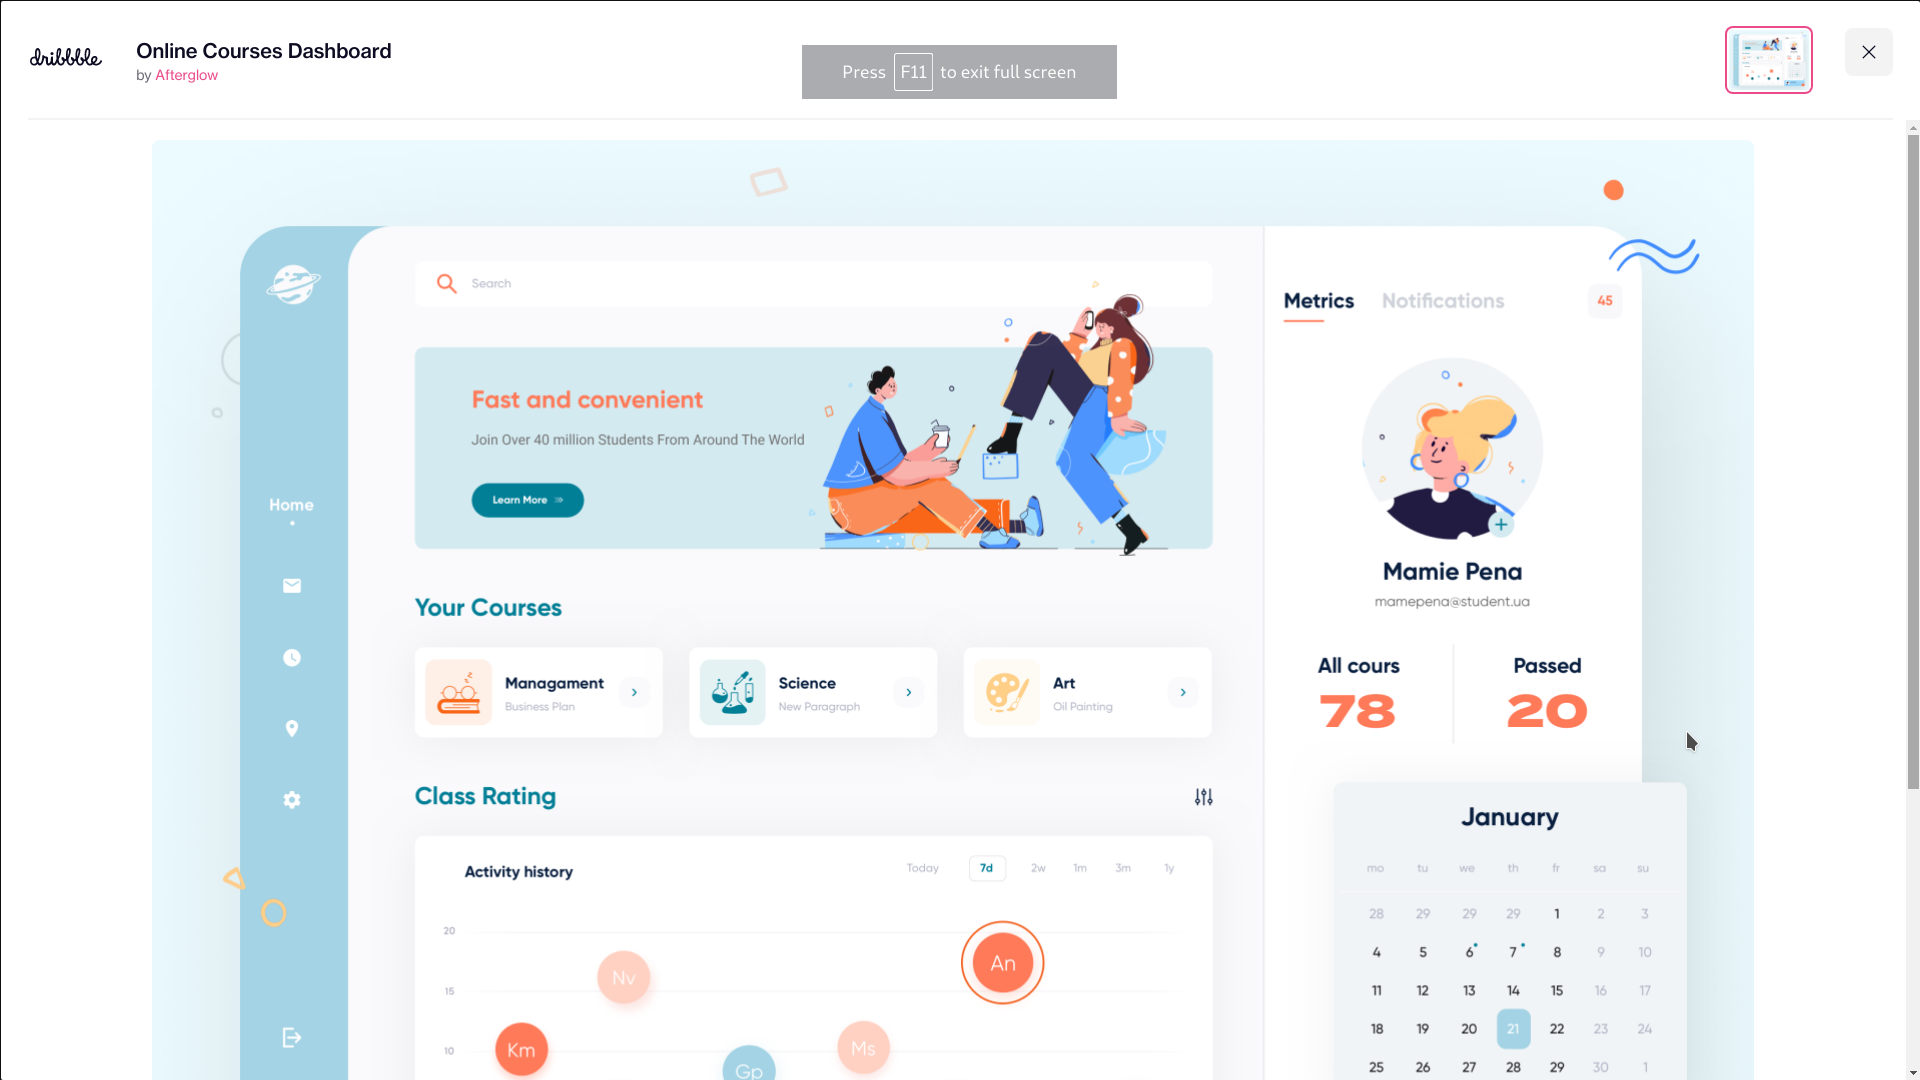 dribbble
Online Courses Dashboard
by Afterglow
Press F11 to exit full screen
Search
Fast and convenient
Join Over 40 million Students From Around The World
Learn More
Home
Your Courses
Managament
Business Plan
Science
New Paragraph
Art
Oil Painting
Class Rating
Activity history
Today 7d 2w 1m 3m 1y
20
15
10
Nv
An
Km
Gp
Ms
Metrics Notifications 45
Mamie Pena
mamepena@student.ua
All cours Passed
78 20
January
mo tu we th fr sa su
28 29 29 29 1 2 3
4 5 6 7 8 9 10
11 12 13 14 15 16 17
18 19 20 21 22 23 24
25 26 27 28 29 30 1